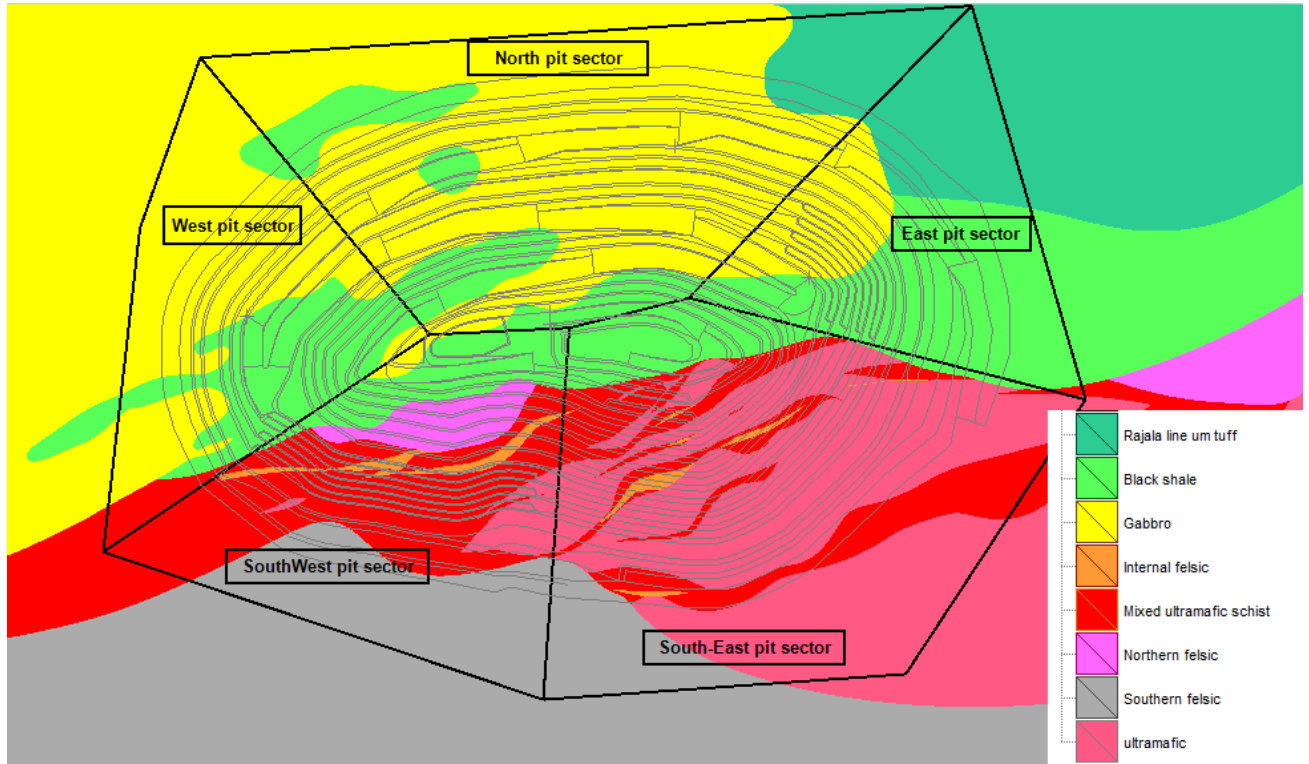 North pit sector
West pit sector
East pit sector
SouthWest pit sector
South-East pit sector
Rajala line um tuff
Black shale
Gabbro
Internal felsic
Mixed ultramafic schist
Northern felsic
Southern felsic
ultramafic